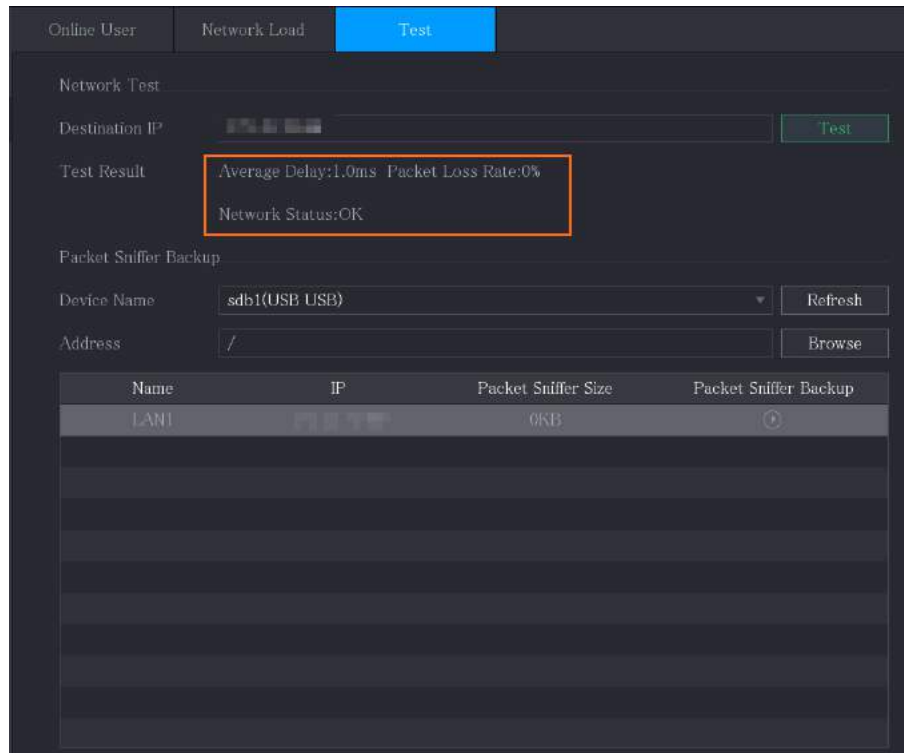 Online User Network Load Test
Network Test
Destination IP Test
Test Result Average Delay:1.0ms Packet Loss Rate:0%
Network Status:OK
Packet Sniffer Backup
Device Name sdb1(USB USB) Refresh
Address / Browse
Name IP Packet Sniffer Size Packet Sniffer Backup
LAN1 0KB